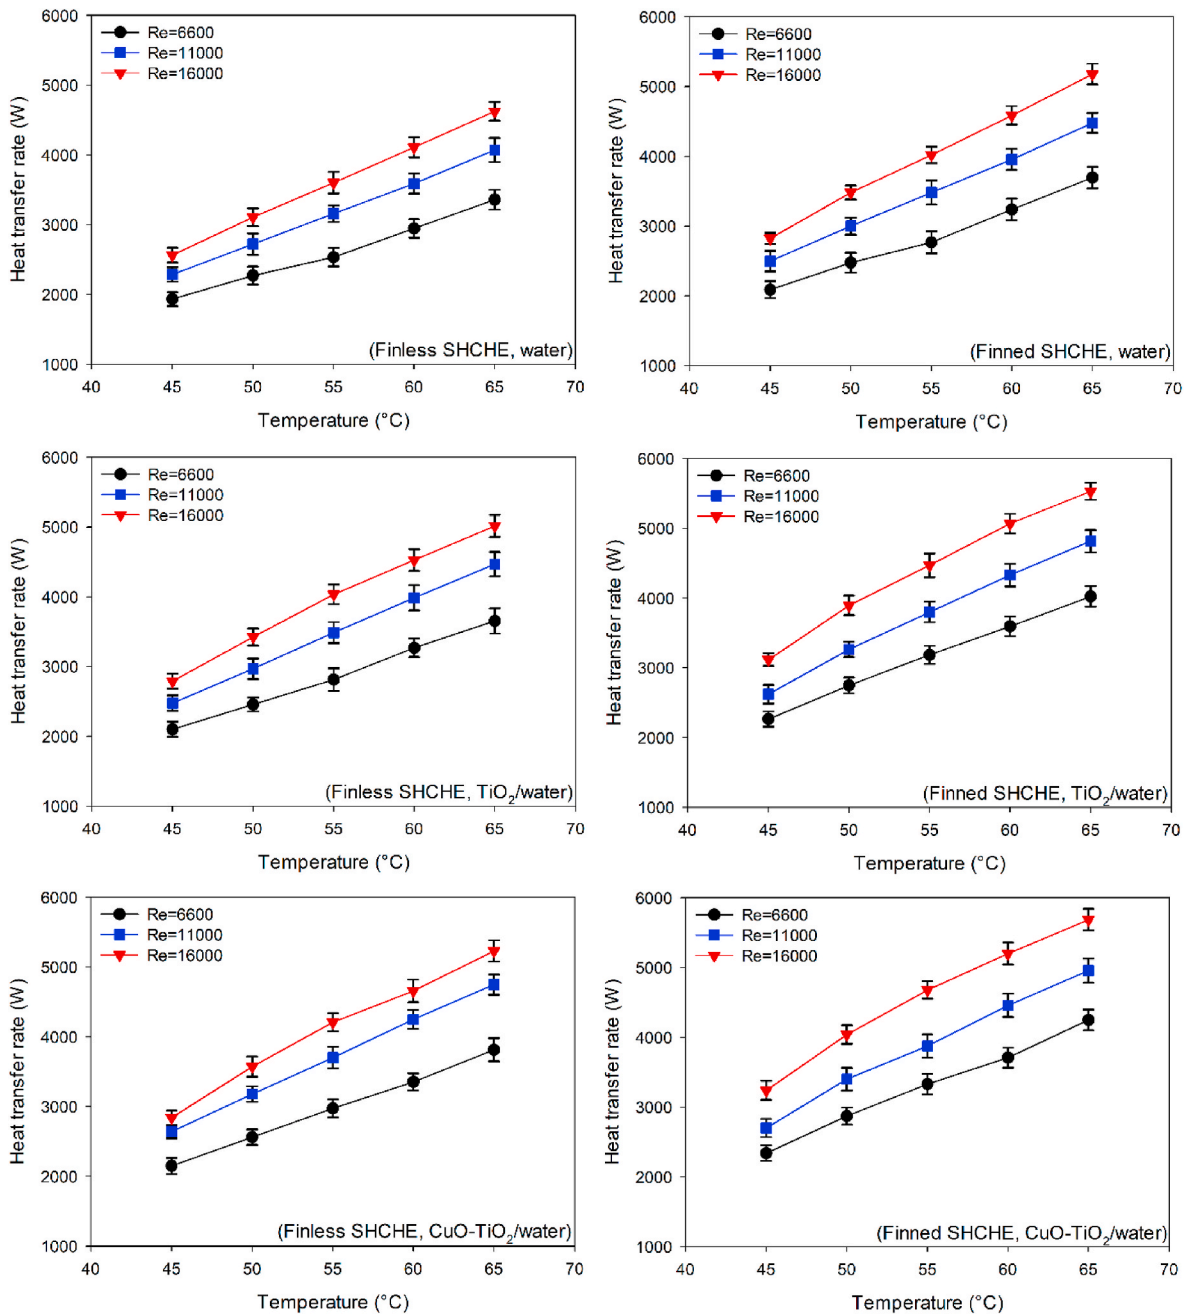 6000
5000
4000
3000
2000
1000
Heat transfer rate (W)
Re=6600
Re=11000
Re=16000
(Finless SHCHE, water)
40 45 50 55 60 65 70
Temperature (°C)
6000
5000
4000
3000
2000
1000
Heat transfer rate (W)
Re=6600
Re=11000
Re=16000
(Finned SHCHE, water)
40 45 50 55 60 65 70
Temperature (°C)
6000
5000
4000
3000
2000
1000
Heat transfer rate (W)
Re=6600
Re=11000
Re=16000
(Finless SHCHE, TiO₂/water)
40 45 50 55 60 65 70
Temperature (°C)
6000
5000
4000
3000
2000
1000
Heat transfer rate (W)
Re=6600
Re=11000
Re=16000
(Finned SHCHE, TiO₂/water)
40 45 50 55 60 65 70
Temperature (°C)
6000
5000
4000
3000
2000
1000
Heat transfer rate (W)
Re=6600
Re=11000
Re=16000
(Finless SHCHE, CuO-TiO₂/water)
40 45 50 55 60 65 70
Temperature (°C)
6000
5000
4000
3000
2000
1000
Heat transfer rate (W)
Re=6600
Re=11000
Re=16000
(Finned SHCHE, CuO-TiO₂/water)
40 45 50 55 60 65 70
Temperature (°C)